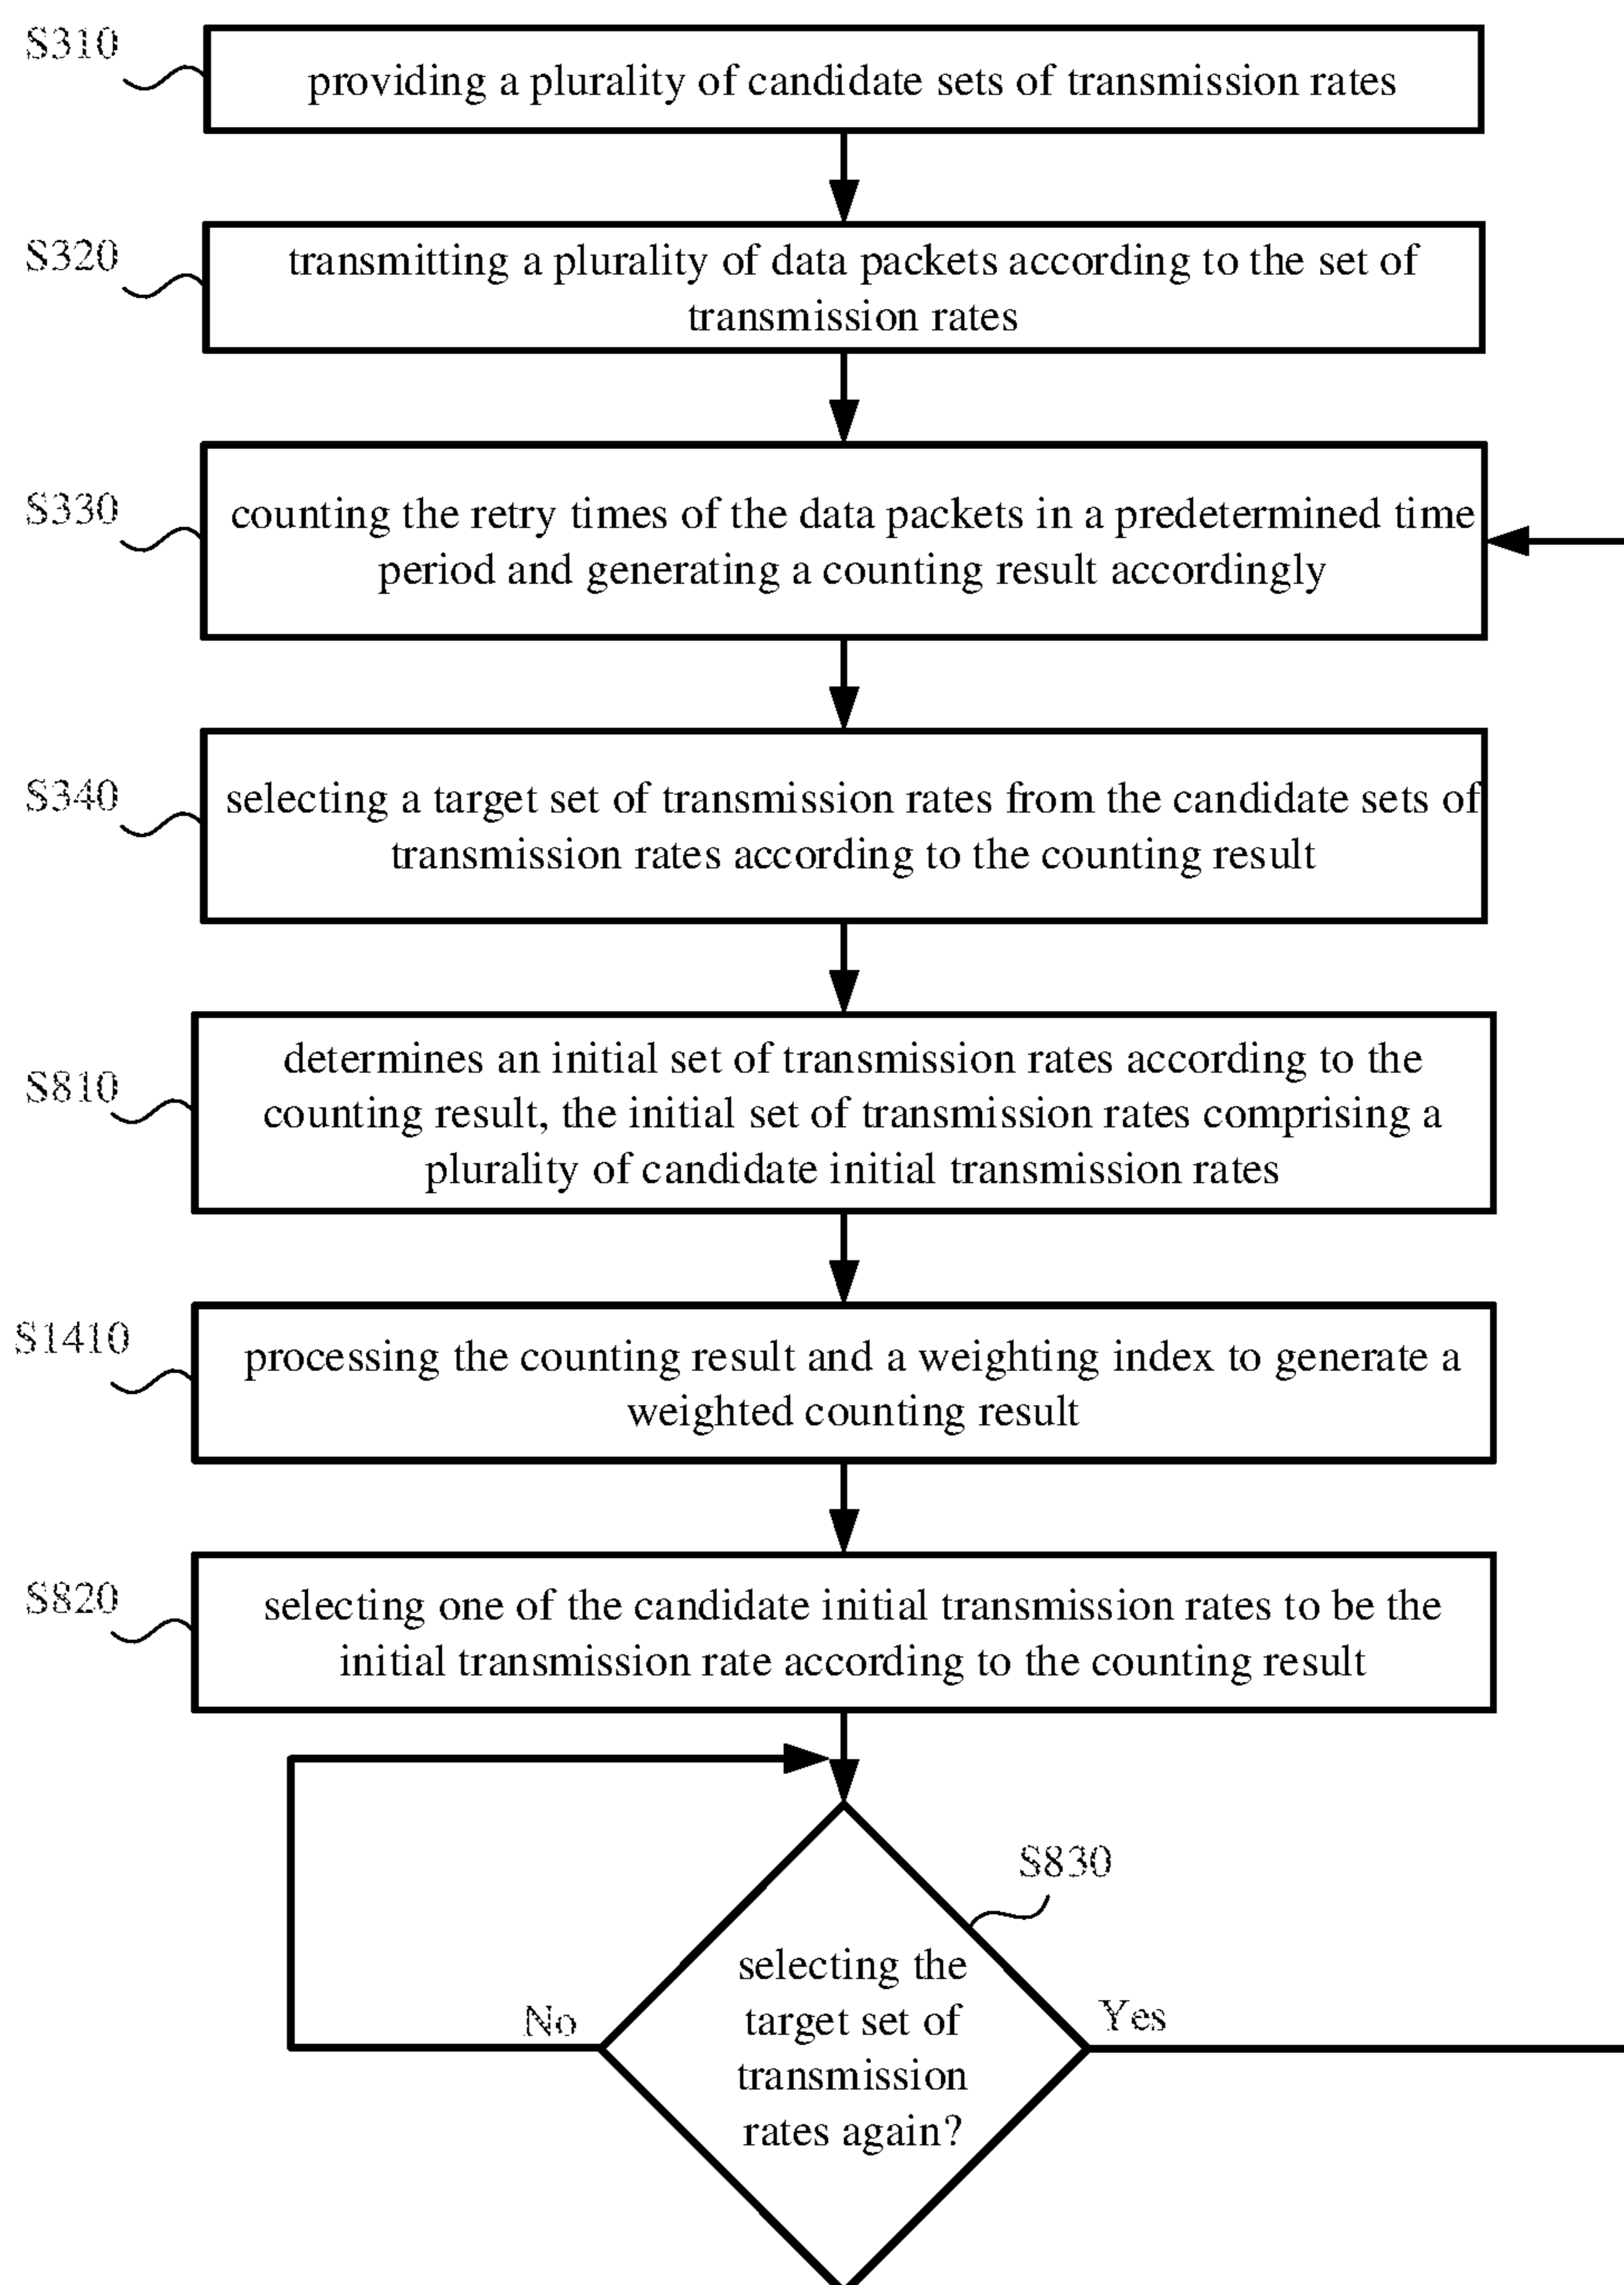 S310
providing a plurality of candidate sets of transmission rates
S320
transmitting a plurality of data packets according to the set of
transmission rates
S330
counting the retry times of the data packets in a predetermined time
period and generating a counting result accordingly
S340
selecting a target set of transmission rates from the candidate sets of
transmission rates according to the counting result
S810
determines an initial set of transmission rates according to the
counting result, the initial set of transmission rates comprising a
plurality of candidate initial transmission rates
S1410
processing the counting result and a weighting index to generate a
weighted counting result
S820
selecting one of the candidate initial transmission rates to be the
initial transmission rate according to the counting result
S830
selecting the
target set of
transmission
rates again?
No
Yes